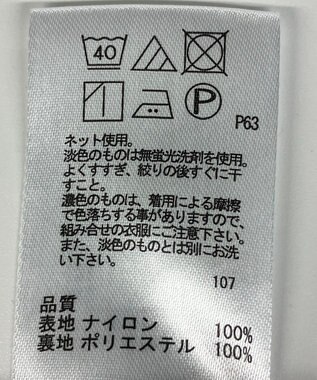 40
P
P63
ネット使用。
淡色のものは無蛍光洗剤を使用。
よくすすぎ、絞りの後すぐに干
すこと。
濃色のものは、着用による摩擦
で色落ちする事がありますので、
組み合せの衣服にご注意下さい。
また、淡色のものとは別にお洗
い下さい。
107
品質
表地 ナイロン 100%
裏地 ポリエステル 100%